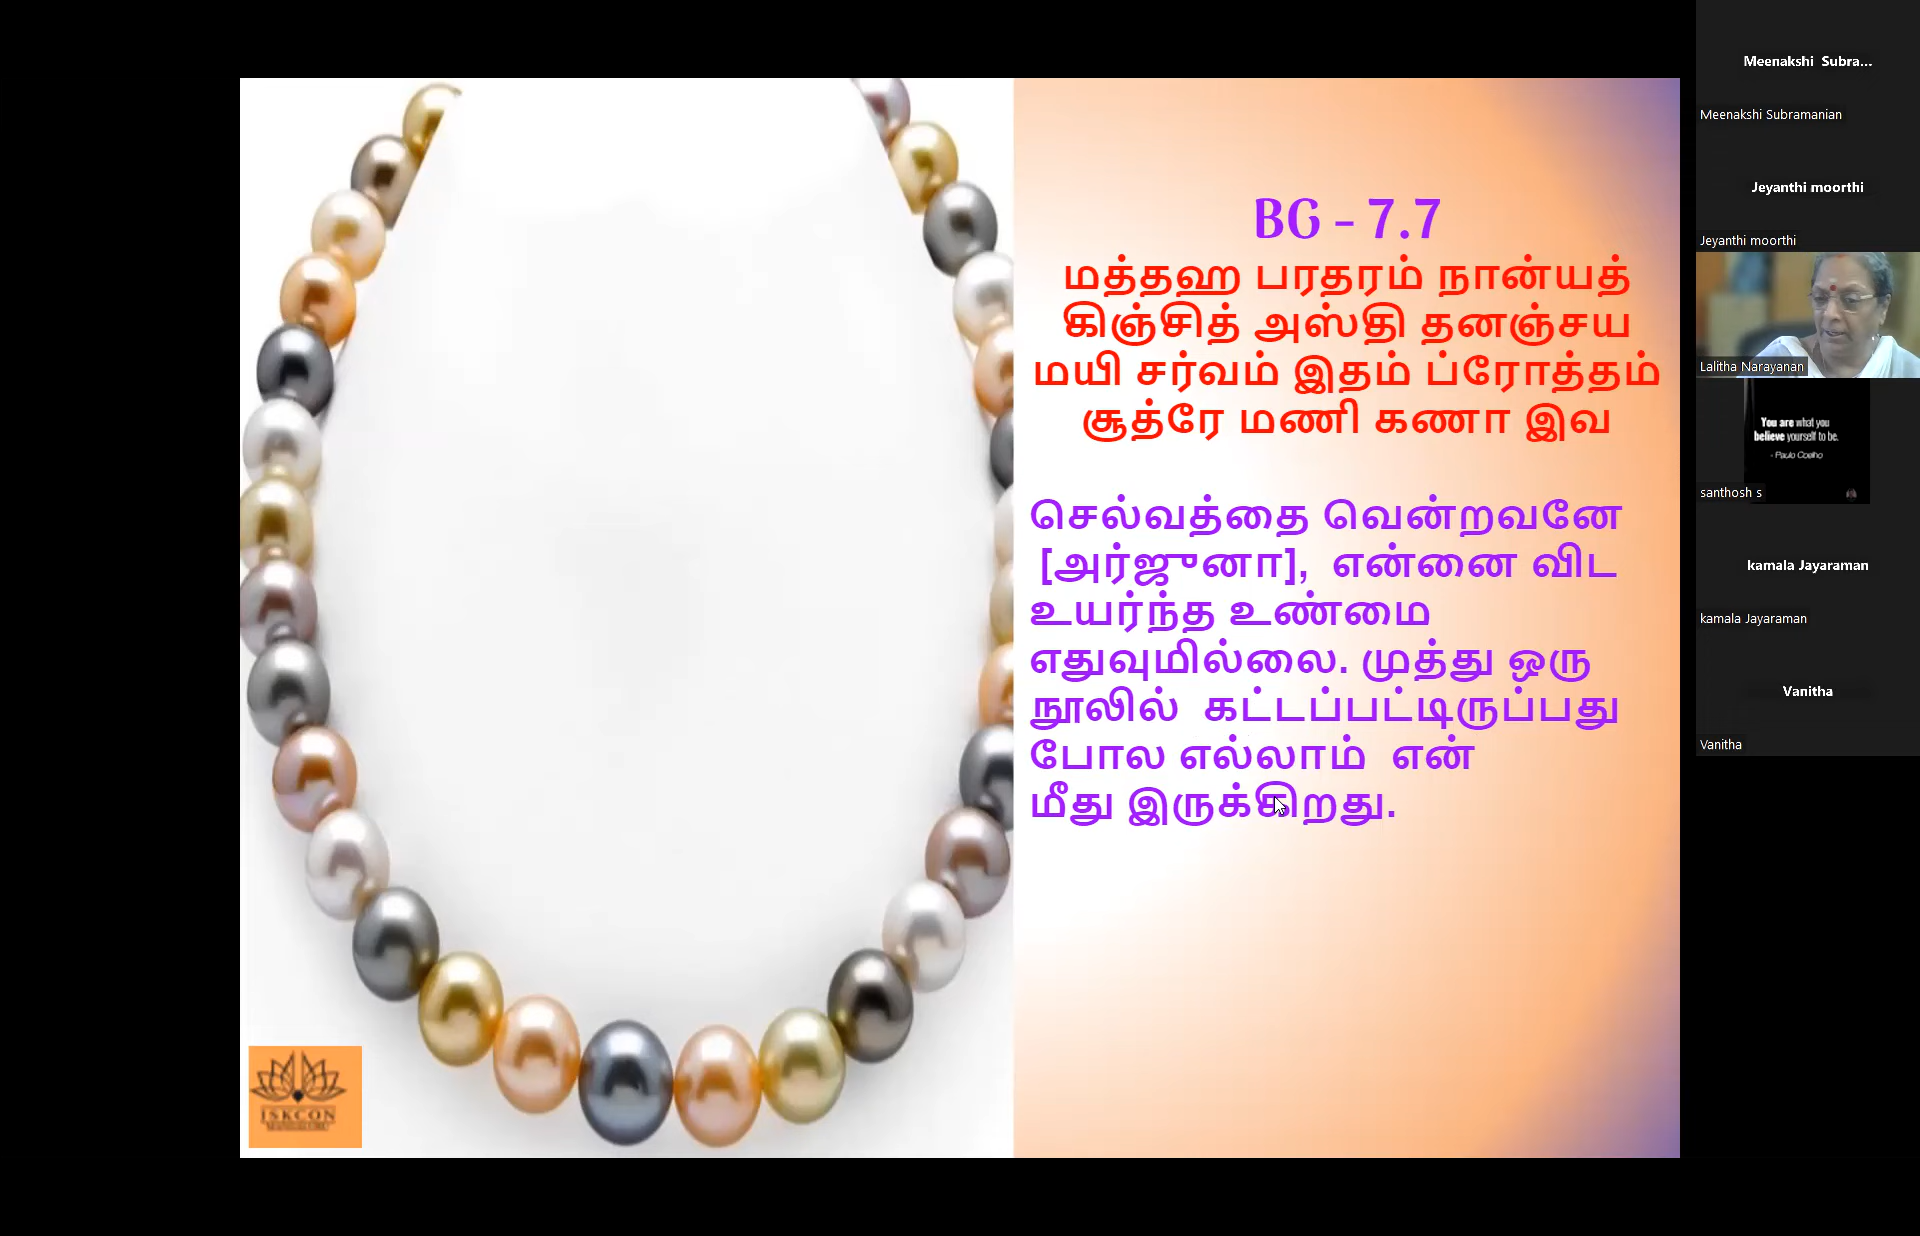 BG - 7.7
மத்தஹ பரதரம் நான்யத்
கிஞ்சித் அஸ்தி தனஞ்சய
மயி சர்வம் இதம் ப்ரோத்தம்
சூத்ரே மணி கணா இவ
செல்வத்தை வென்றவனே
[அர்ஜுனா], என்னை விட
உயர்ந்த உண்மை
எதுவுமில்லை. முத்து ஒரு
நூலில் கட்டப்பட்டிருப்பது
போல எல்லாம் என்
மீது இருக்கிறது.
ISKCON
Meenakshi Subra...
Meenakshi Subramanian
Jeyanthi moorthi
Jeyanthi moorthi
Lalitha Narayanan
You are what you
believe yourself to be.
- Paulo Coelho
santhosh s
kamala Jayaraman
kamala Jayaraman
Vanitha
Vanitha